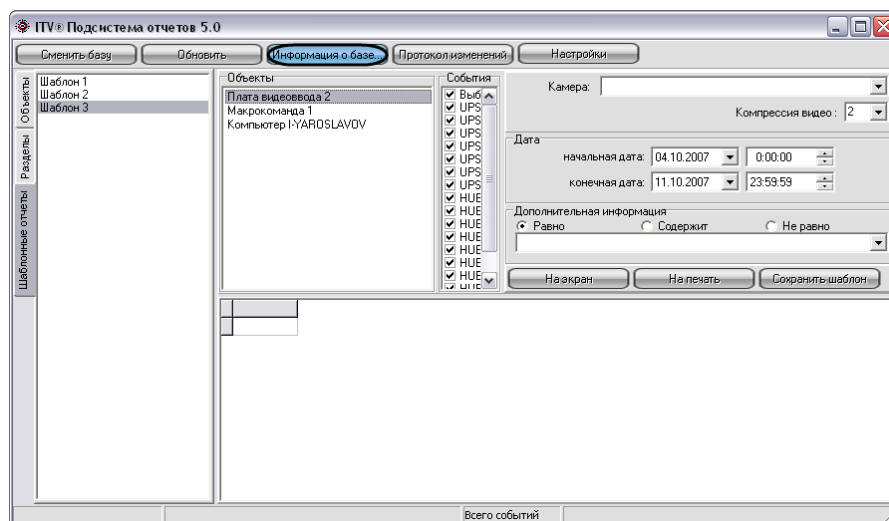 ITV® Подсистема отчетов 5.0
Сменить базу
Обновить
Информация о базе...
Протокол изменений
Настройки
Объекты
Разделы
Шаблонные отчеты
Шаблон 1
Шаблон 2
Шаблон 3
Объекты
Плата видеоввода 2
Макрокоманда 1
Компьютер I-YAROSLAVOV
События
Выб
UPS
UPS
UPS
UPS
UPS
UPS
UPS
HUE
HUE
HUE
HUE
HUE
HUE
HUE
HUE
Камера:
Компрессия видео : 2
Дата
начальная дата: 04.10.2007 0:00:00
конечная дата: 11.10.2007 23:59:59
Дополнительная информация
Равно Содержит Не равно
На экран
На печать
Сохранить шаблон
Всего событий